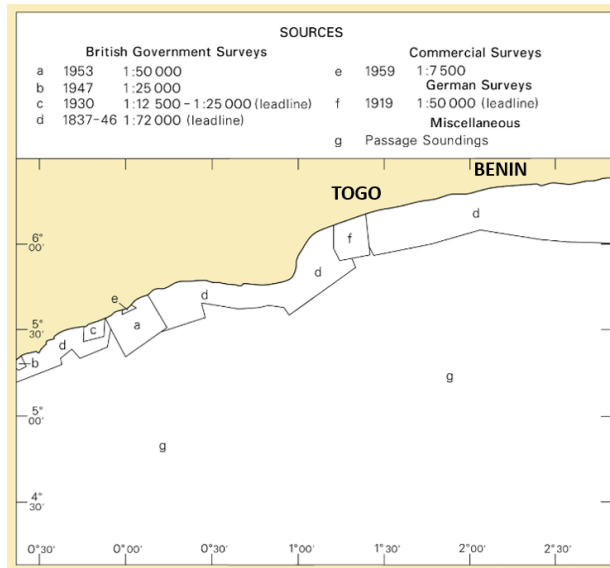 SOURCES
British Government Surveys
a 1953 1:50 000
b 1947 1:25 000
c 1930 1:12 500 – 1:25 000 (leadline)
d 1837–46 1:72 000 (leadline)
Commercial Surveys
e 1959 1:7 500
German Surveys
f 1919 1:50 000 (leadline)
Miscellaneous
g Passage Soundings
BENIN
TOGO
d
6°
00'
f
d
e
d
a
c
5°
30'
d
b
g
5°
00'
g
4°
30'
0°30' 0°00' 0°30' 1°00' 1°30' 2°00' 2°30'